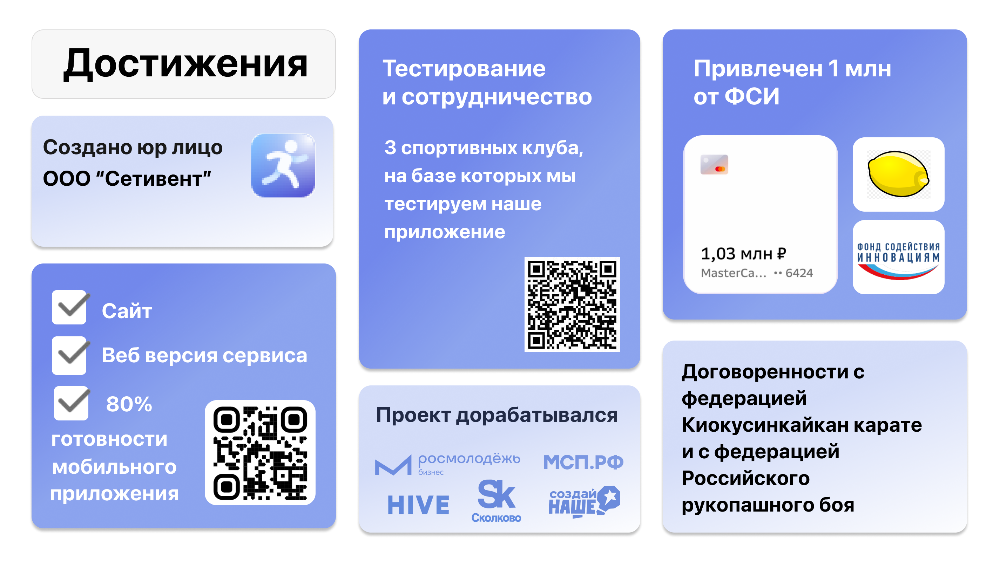 Достижения
Создано юр лицо
ООО “Сетивент”
Сайт
Веб версия сервиса
80%
готовности
мобильного
приложения
Тестирование
и сотрудничество
3 спортивных клуба,
на базе которых мы
тестируем наше
приложение
Проект дорабатывался
росмолодёжь
бизнес
МСП.РФ
HIVE
Sk
Сколково
создай
НАШЕ
Привлечен 1 млн
от ФСИ
1,03 млн ₽
MasterCa... •• 6424
ФОНД СОДЕЙСТВИЯ
ИННОВАЦИЯМ
Договоренности с
федерацией
Киокусинкайкан карате
и с федерацией
Российского
рукопашного боя